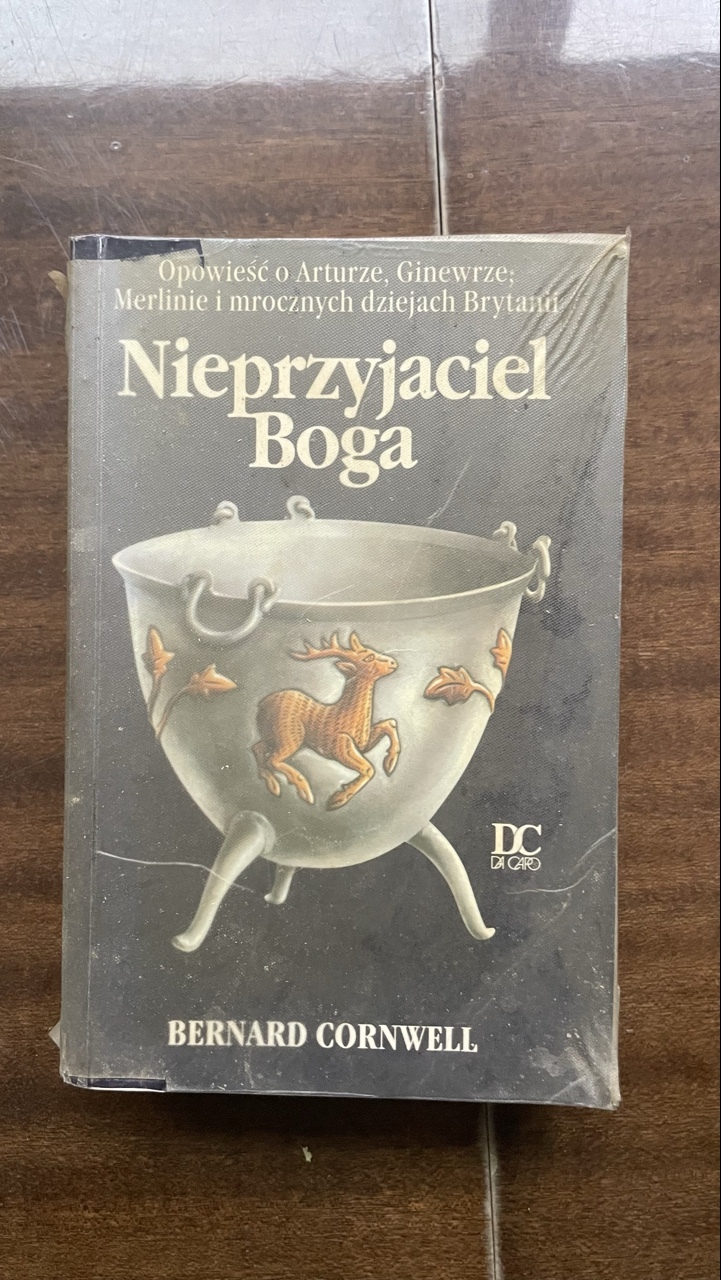 Opowieść o Arturze, Ginewrze,
Merlinie i mrocznych dziejach Brytanii
Nieprzyjaciel
Boga
DC
DA CAPO
BERNARD CORNWELL